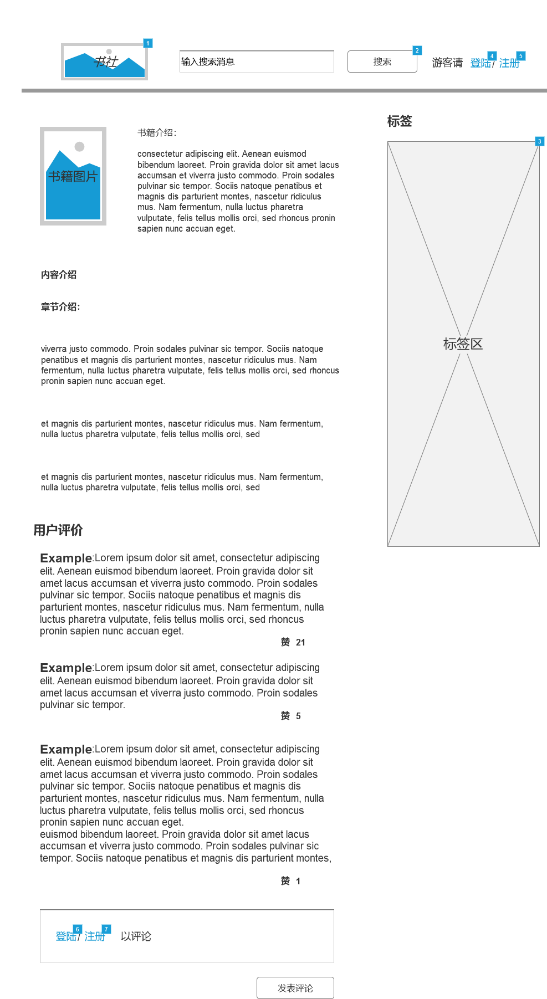 书社
1
输入搜索消息
搜索
2
游客请 登陆/ 注册
4
5
标签
3
标签区
书籍图片
书籍介绍：
consectetur adipiscing elit. Aenean euismod
bibendum laoreet. Proin gravida dolor sit amet lacus
accumsan et viverra justo commodo. Proin sodales
pulvinar sic tempor. Sociis natoque penatibus et
magnis dis parturient montes, nascetur ridiculus
mus. Nam fermentum, nulla luctus pharetra
vulputate, felis tellus mollis orci, sed rhoncus pronin
sapien nunc accuan eget.
内容介绍
章节介绍：
viverra justo commodo. Proin sodales pulvinar sic tempor. Sociis natoque
penatibus et magnis dis parturient montes, nascetur ridiculus mus. Nam
fermentum, nulla luctus pharetra vulputate, felis tellus mollis orci, sed rhoncus
pronin sapien nunc accuan eget.
et magnis dis parturient montes, nascetur ridiculus mus. Nam fermentum,
nulla luctus pharetra vulputate, felis tellus mollis orci, sed
et magnis dis parturient montes, nascetur ridiculus mus. Nam fermentum,
nulla luctus pharetra vulputate, felis tellus mollis orci, sed
用户评价
Example:Lorem ipsum dolor sit amet, consectetur adipiscing
elit. Aenean euismod bibendum laoreet. Proin gravida dolor sit
amet lacus accumsan et viverra justo commodo. Proin sodales
pulvinar sic tempor. Sociis natoque penatibus et magnis dis
parturient montes, nascetur ridiculus mus. Nam fermentum, nulla
luctus pharetra vulputate, felis tellus mollis orci, sed rhoncus
pronin sapien nunc accuan eget.
赞 21
Example:Lorem ipsum dolor sit amet, consectetur adipiscing
elit. Aenean euismod bibendum laoreet. Proin gravida dolor sit
amet lacus accumsan et viverra justo commodo. Proin sodales
pulvinar sic tempor.
赞 5
Example:Lorem ipsum dolor sit amet, consectetur adipiscing
elit. Aenean euismod bibendum laoreet. Proin gravida dolor sit
amet lacus accumsan et viverra justo commodo. Proin sodales
pulvinar sic tempor. Sociis natoque penatibus et magnis dis
parturient montes, nascetur ridiculus mus. Nam fermentum, nulla
luctus pharetra vulputate, felis tellus mollis orci, sed rhoncus
pronin sapien nunc accuan eget.
euismod bibendum laoreet. Proin gravida dolor sit amet lacus
accumsan et viverra justo commodo. Proin sodales pulvinar sic
tempor. Sociis natoque penatibus et magnis dis parturient montes,
赞 1
登陆/ 注册 以评论
6
7
发表评论